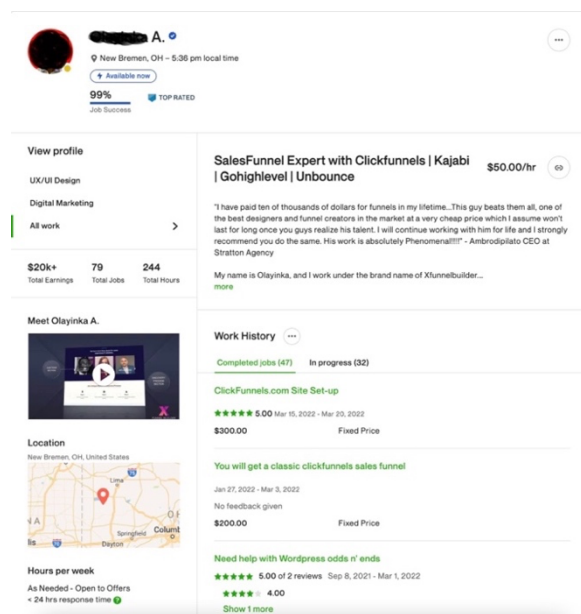 A.
New Bremen, OH – 5:36 pm local time
Available now
99%
Job Success
TOP RATED
View profile
UX/UI Design
Digital Marketing
All work
$20k+
Total Earnings
79
Total Jobs
244
Total Hours
Meet Olayinka A.
Location
New Bremen, OH, United States
Lima
Springfield
Columb
Dayton
lis
Hours per week
As Needed - Open to Offers
< 24 hrs response time
SalesFunnel Expert with Clickfunnels | Kajabi
| Gohighlevel | Unbounce
$50.00/hr
"I have paid ten of thousands of dollars for funnels in my lifetime...This guy beats them all, one of
the best designers and funnel creators in the market at a very cheap price which I assume won't
last for long once you guys realize his talent. I will continue working with him for life and I strongly
recommend you do the same. His work is absolutely Phenomenal!!!!" - Ambrodipilato CEO at
Stratton Agency
My name is Olayinka, and I work under the brand name of Xfunnelbuilder...
more
Work History
Completed jobs (47)
In progress (32)
ClickFunnels.com Site Set-up
5.00 Mar 15, 2022 - Mar 20, 2022
$300.00
Fixed Price
You will get a classic clickfunnels sales funnel
Jan 27, 2022 - Mar 3, 2022
No feedback given
$200.00
Fixed Price
Need help with Wordpress odds n' ends
5.00 of 2 reviews Sep 8, 2021 - Mar 1, 2022
4.00
Show 1 more